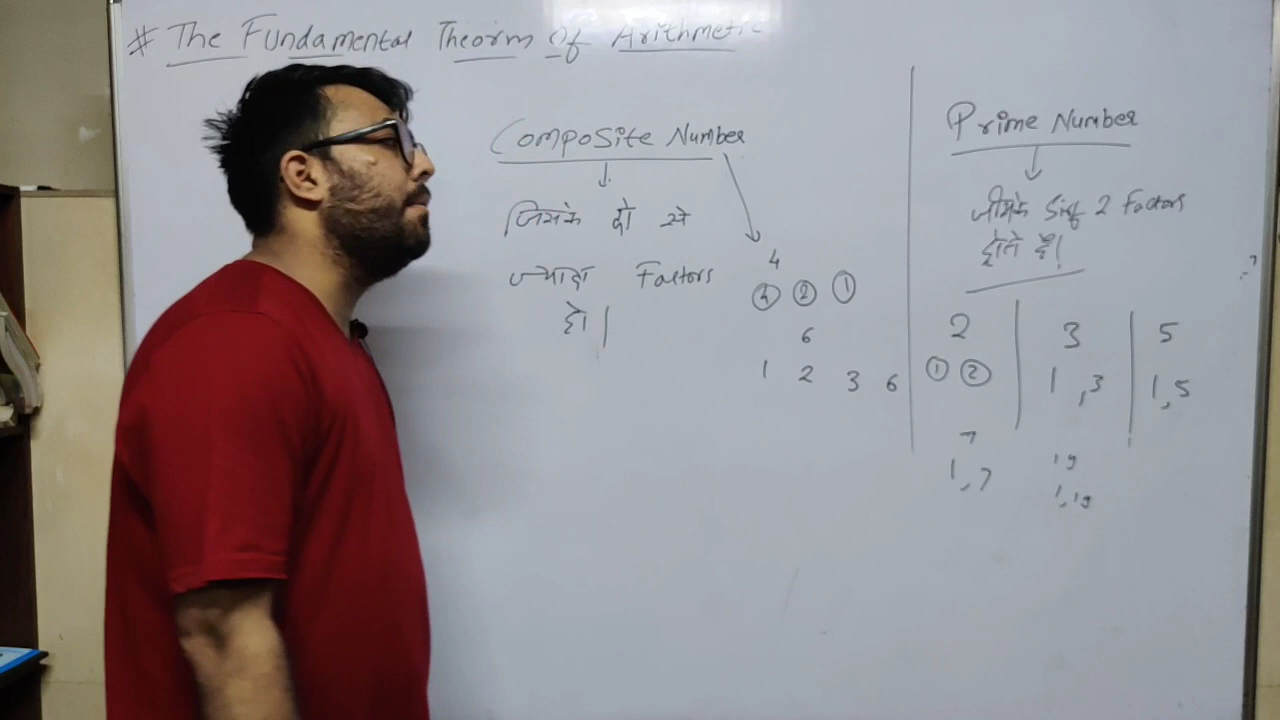 # The Fundamental Theorm Of Arithmetic
Composite Number
जिसके दो से
ज्यादा Factors
हो|
4
4 2 1
6
1 2 3 6
Prime Number
जीसके Sirf 2 Factors
होते हैं|
2 3 5
1 2 1,3 1,5
7 19
1,7 1,19